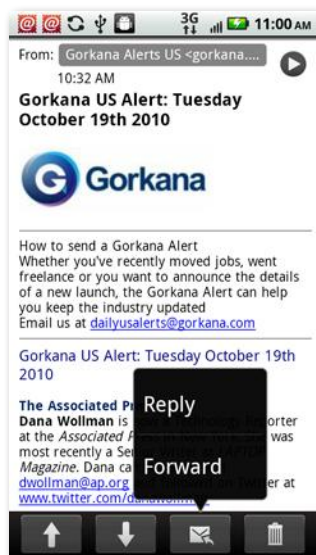 3G 11:00 AM
From: Gorkana Alerts US <gorkana....
10:32 AM
Gorkana US Alert: Tuesday
October 19th 2010
G Gorkana
How to send a Gorkana Alert
Whether you've recently moved jobs, went
freelance or you want to announce the details
of a new launch, the Gorkana Alert can help
you keep the industry updated
Email us at dailyusalerts@gorkana.com
Gorkana US Alert: Tuesday October 19th
2010
The Associated Pr
Dana Wollman is
at the Associated was
most recently a Se
Magazine. Dana ca
dwollman@ap.org at
www.twitter.com/danawollman
Reply
Forward